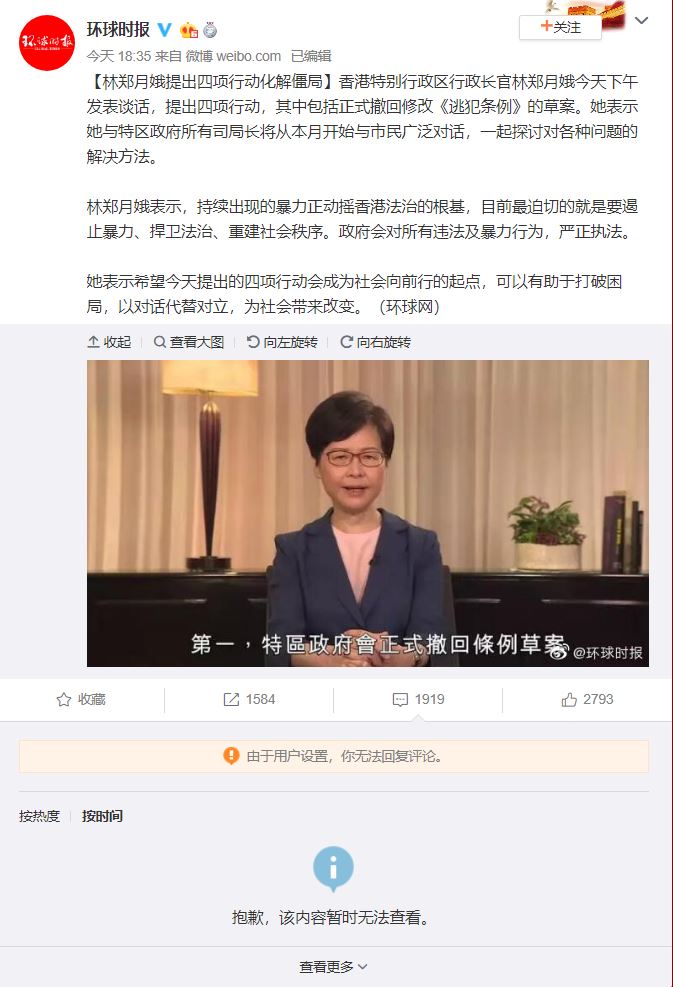 环球时报
环球时报
+关注
今天 18:35 来自 微博 weibo.com 已编辑
【林郑月娥提出四项行动化解僵局】香港特别行政区行政长官林郑月娥今天下午
发表谈话，提出四项行动，其中包括正式撤回修改《逃犯条例》的草案。她表示
她与特区政府所有司局长将从本月开始与市民广泛对话，一起探讨对各种问题的
解决方法。
林郑月娥表示，持续出现的暴力正动摇香港法治的根基，目前最迫切的就是要遏
止暴力、捍卫法治、重建社会秩序。政府会对所有违法及暴力行为，严正执法。
她表示希望今天提出的四项行动会成为社会向前行的起点，可以有助于打破困
局，以对话代替对立，为社会带来改变。（环球网）
收起 查看大图 向左旋转 向右旋转
第一，特區政府會正式撤回條例草案
@环球时报
收藏 1584 1919 2793
由于用户设置，你无法回复评论。
按热度 按时间
抱歉，该内容暂时无法查看。
查看更多